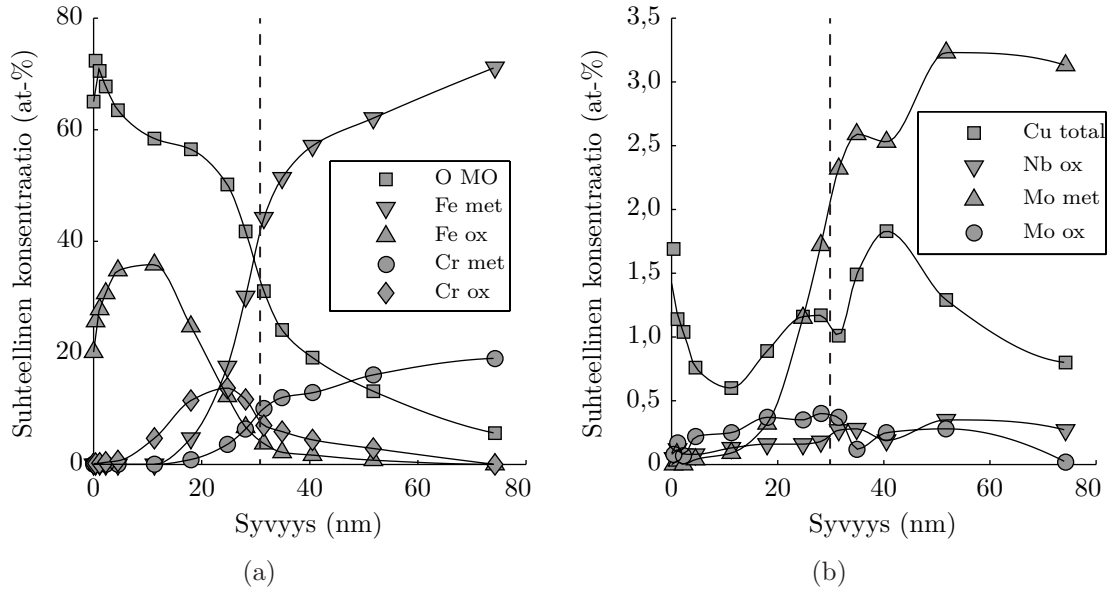 80
60
40
20
0
Suhteellinen konsentraatio (at-%)
O MO
Fe met
Fe ox
Cr met
Cr ox
0 20 40 60 80
Syvyys (nm)
(a)
3,5
3,0
2,5
2,0
1,5
1,0
0,5
0
Suhteellinen konsentraatio (at-%)
Cu total
Nb ox
Mo met
Mo ox
0 20 40 60 80
Syvyys (nm)
(b)